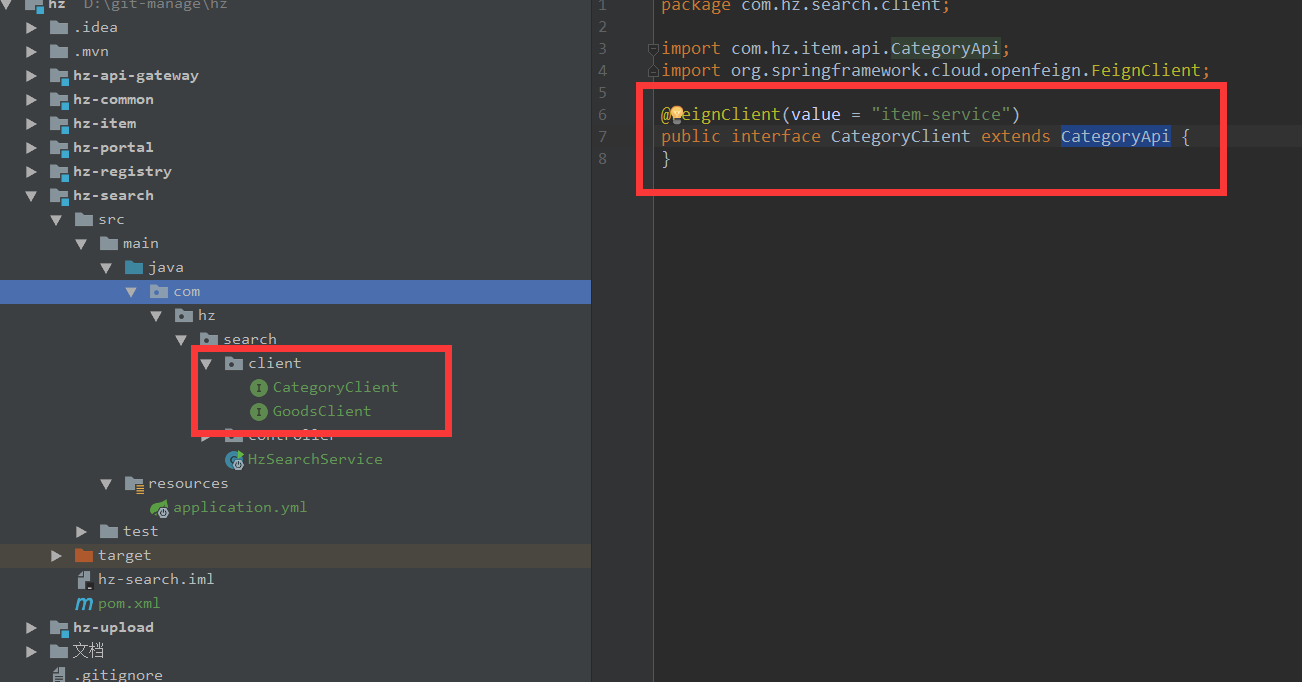 hz D:\git-manage\hz
.idea
.mvn
hz-api-gateway
hz-common
hz-item
hz-portal
hz-registry
hz-search
src
main
java
com
hz
search
client
CategoryClient
GoodsClient
controller
HzSearchService
resources
application.yml
test
target
hz-search.iml
pom.xml
hz-upload
文档
.gitignore
1 package com.hz.search.client;
2
3 import com.hz.item.api.CategoryApi;
4 import org.springframework.cloud.openfeign.FeignClient;
5
6 @FeignClient(value = "item-service")
7 public interface CategoryClient extends CategoryApi {
8 }